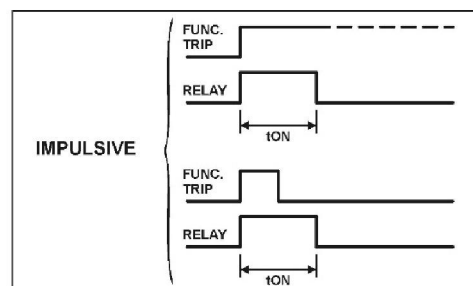 FUNC.
TRIP
RELAY
tON
IMPULSIVE
FUNC.
TRIP
RELAY
tON